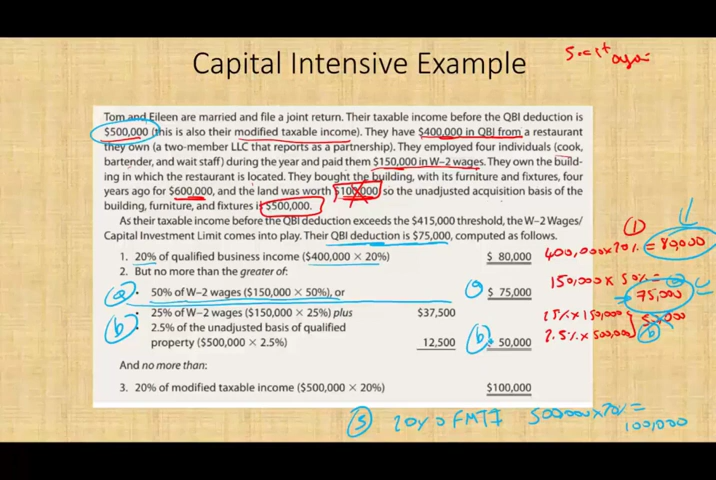 Capital Intensive Example
Tom and Eileen are married and file a joint return. Their taxable income before the QBI deduction is
$500,000 (this is also their modified taxable income). They have $400,000 in QBI from a restaurant
they own (a two-member LLC that reports as a partnership). They employed four individuals (cook,
bartender, and wait staff) during the year and paid them $150,000 in W–2 wages. They own the build-
ing in which the restaurant is located. They bought the building, with its furniture and fixtures, four
years ago for $600,000, and the land was worth $100,000 so the unadjusted acquisition basis of the
building, furniture, and fixtures is $500,000.
As their taxable income before the QBI deduction exceeds the $415,000 threshold, the W–2 Wages/
Capital Investment Limit comes into play. Their QBI deduction is $75,000, computed as follows.
① 400,000x20% = 80,000
1. 20% of qualified business income ($400,000 × 20%) $ 80,000
2. But no more than the greater of:
150,000 x 50% =
ⓐ • 50% of W–2 wages ($150,000 × 50%), or ⓐ $ 75,000
75,000
ⓑ • 25% of W–2 wages ($150,000 × 25%) plus $37,500
25% x 150,000
• 2.5% of the unadjusted basis of qualified
property ($500,000 × 2.5%) 12,500 ⓑ $ 50,000
2.5% x 500,000 ⓑ
And no more than:
3. 20% of modified taxable income ($500,000 × 20%) $100,000
③ 20% OF MTI 500,000x20% =
100,000